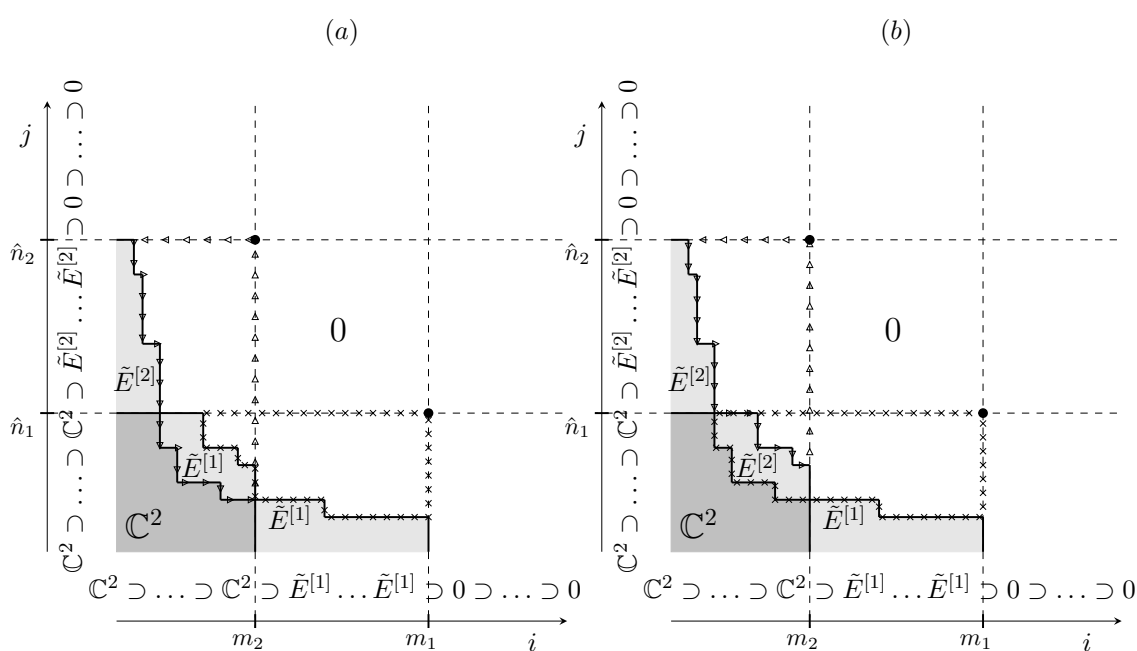 (a)
(b)
j
ℂ² ⊃ … ⊃ ℂ² ⊃ Ẽ^[2] … Ẽ^[2] ⊃ 0 ⊃ … ⊃ 0
n̂₂
n̂₁
0
Ẽ^[2]
Ẽ^[1]
Ẽ^[1]
ℂ²
ℂ² ⊃ … ⊃ ℂ² ⊃ Ẽ^[1] … Ẽ^[1] ⊃ 0 ⊃ … ⊃ 0
m₂
m₁
i
j
ℂ² ⊃ … ⊃ ℂ² ⊃ Ẽ^[2] … Ẽ^[2] ⊃ 0 ⊃ … ⊃ 0
n̂₂
n̂₁
0
Ẽ^[2]
Ẽ^[2]
Ẽ^[1]
ℂ²
ℂ² ⊃ … ⊃ ℂ² ⊃ Ẽ^[1] … Ẽ^[1] ⊃ 0 ⊃ … ⊃ 0
m₂
m₁
i